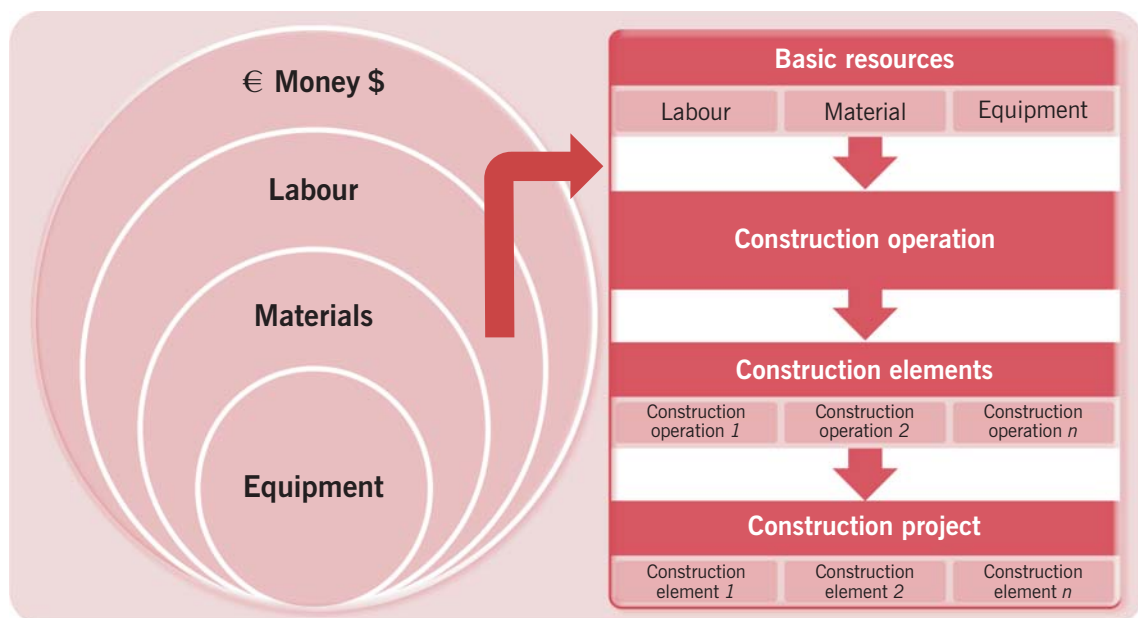 € Money $
Labour
Materials
Equipment
Basic resources
Labour
Material
Equipment
Construction operation
Construction elements
Construction
operation 1
Construction
operation 2
Construction
operation n
Construction project
Construction
element 1
Construction
element 2
Construction
element n